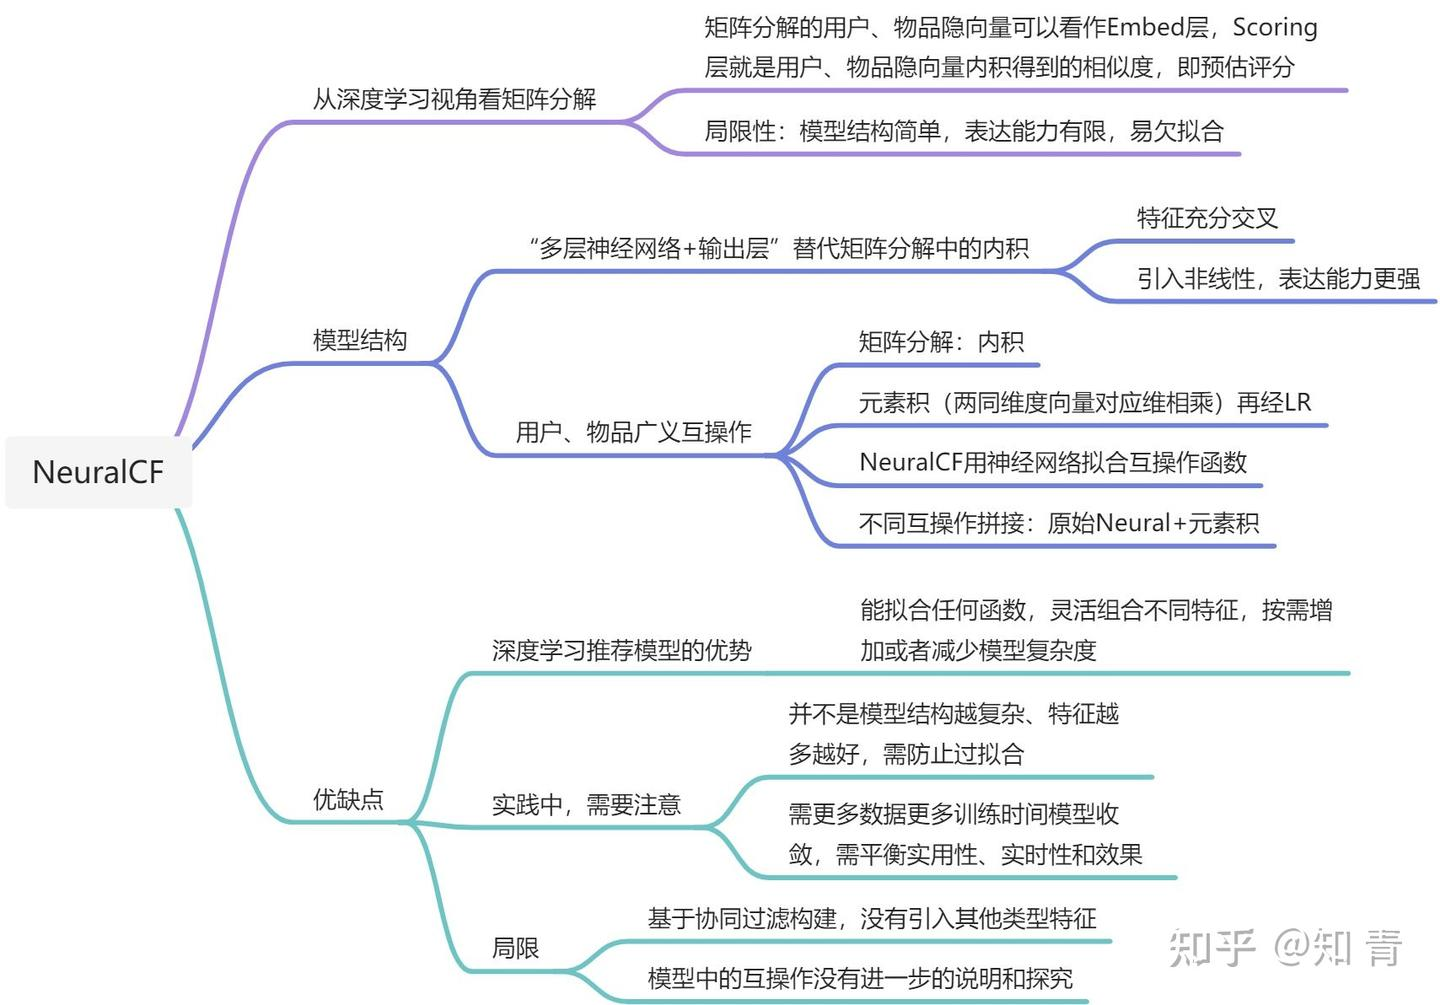 矩阵分解的用户、物品隐向量可以看作Embed层，Scoring
层就是用户、物品隐向量内积得到的相似度，即预估评分
从深度学习视角看矩阵分解
局限性：模型结构简单，表达能力有限，易欠拟合
特征充分交叉
“多层神经网络+输出层”替代矩阵分解中的内积
引入非线性，表达能力更强
模型结构
矩阵分解：内积
元素积（两同维度向量对应维相乘）再经LR
用户、物品广义互操作
NeuralCF用神经网络拟合互操作函数
不同互操作拼接：原始Neural+元素积
NeuralCF
能拟合任何函数，灵活组合不同特征，按需增
加或者减少模型复杂度
深度学习推荐模型的优势
并不是模型结构越复杂、特征越
多越好，需防止过拟合
优缺点
实践中，需要注意
需更多数据更多训练时间模型收
敛，需平衡实用性、实时性和效果
基于协同过滤构建，没有引入其他类型特征
局限
模型中的互操作没有进一步的说明和探究
知乎 @知 青